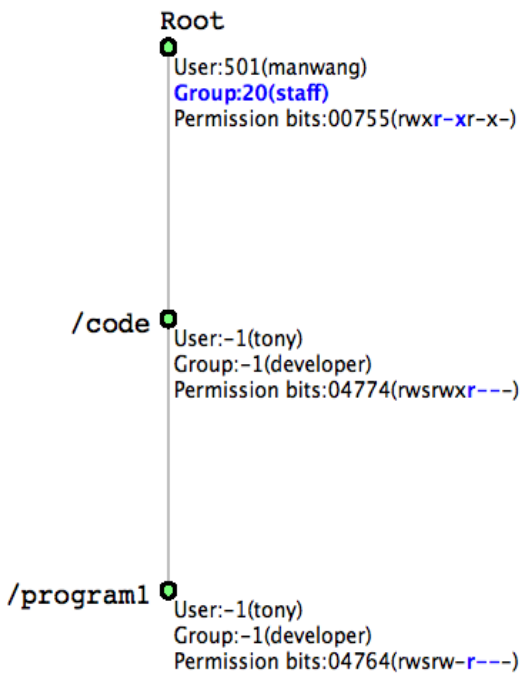 Root
User:501(manwang)
Group:20(staff)
Permission bits:00755(rwxr-xr-x-)
/code
User:-1(tony)
Group:-1(developer)
Permission bits:04774(rwsrwxr---)
/program1
User:-1(tony)
Group:-1(developer)
Permission bits:04764(rwsrw-r---)